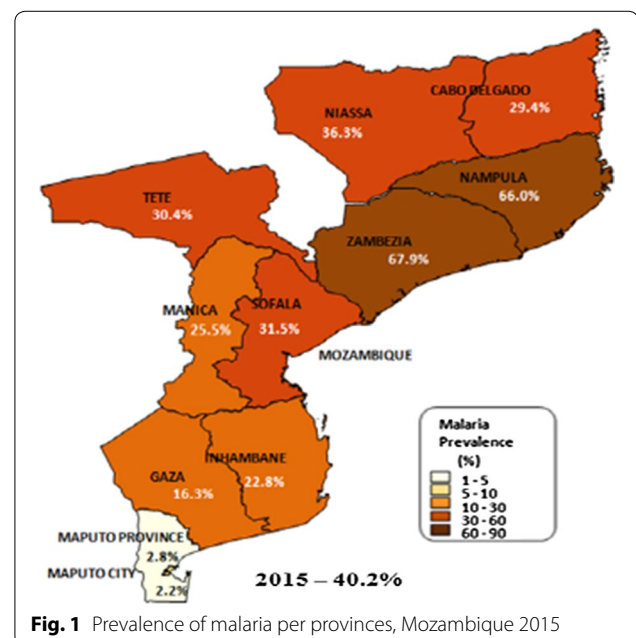 CABO DELGADO
NIASSA
29.4%
36.3%
NAMPULA
66.0%
TETE
30.4%
ZAMBEZIA
67.9%
MANICA
SOFALA
25.5%
31.5%
MOZAMBIQUE
Malaria
Prevalence
(%)
1 - 5
5 - 10
10 - 30
30 - 60
60 - 90
INHAMBANE
GAZA
22.8%
16.3%
MAPUTO PROVINCE
2.8%
MAPUTO CITY
2.2%
2015 – 40.2%
Fig. 1 Prevalence of malaria per provinces, Mozambique 2015